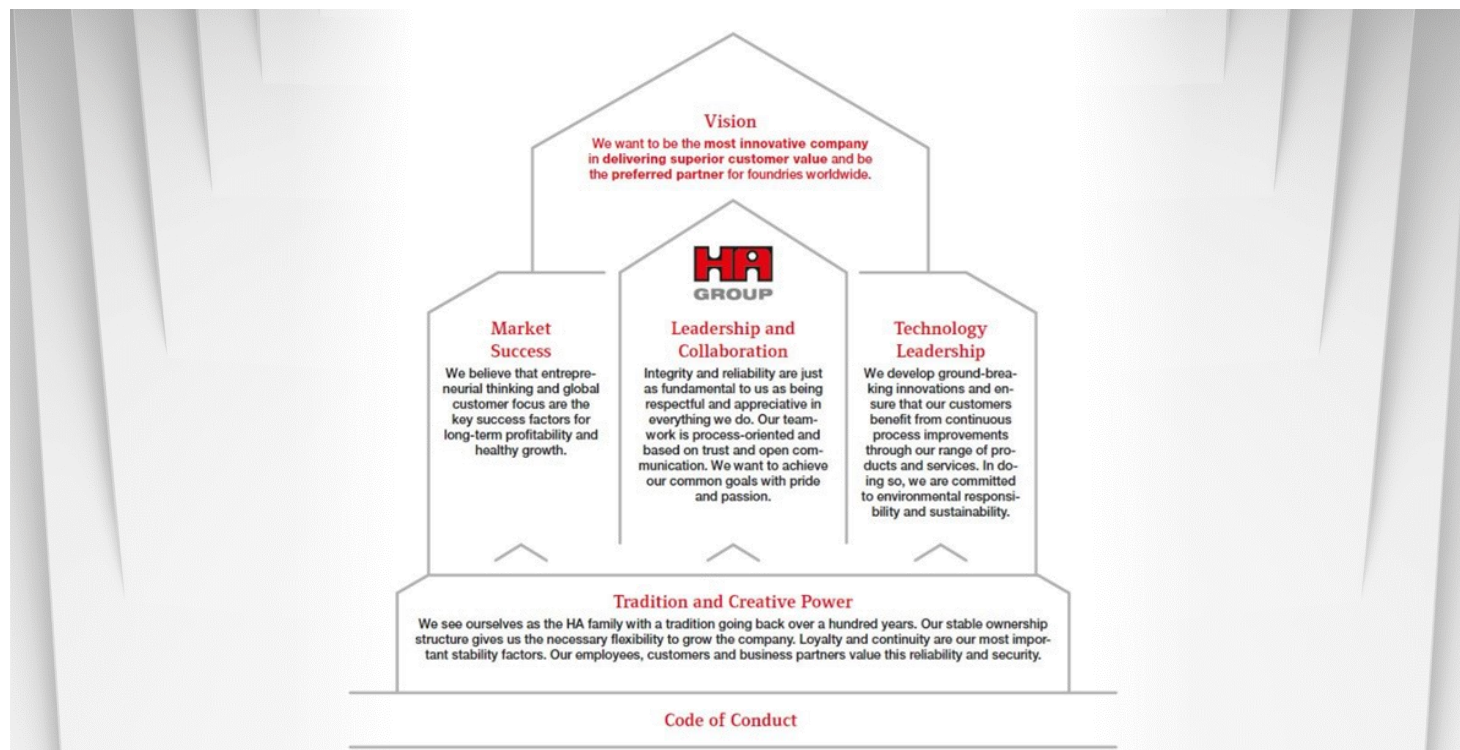 Vision
We want to be the most innovative company
in delivering superior customer value and be
the preferred partner for foundries worldwide.
HA
GROUP
Market
Success
We believe that entrepre-
neurial thinking and global
customer focus are the
key success factors for
long-term profitability and
healthy growth.
Leadership and
Collaboration
Integrity and reliability are just
as fundamental to us as being
respectful and appreciative in
everything we do. Our team-
work is process-oriented and
based on trust and open com-
munication. We want to achieve
our common goals with pride
and passion.
Technology
Leadership
We develop ground-brea-
king innovations and en-
sure that our customers
benefit from continuous
process improvements
through our range of pro-
ducts and services. In do-
ing so, we are committed
to environmental responsi-
bility and sustainability.
Tradition and Creative Power
We see ourselves as the HA family with a tradition going back over a hundred years. Our stable ownership
structure gives us the necessary flexibility to grow the company. Loyalty and continuity are our most impor-
tant stability factors. Our employees, customers and business partners value this reliability and security.
Code of Conduct